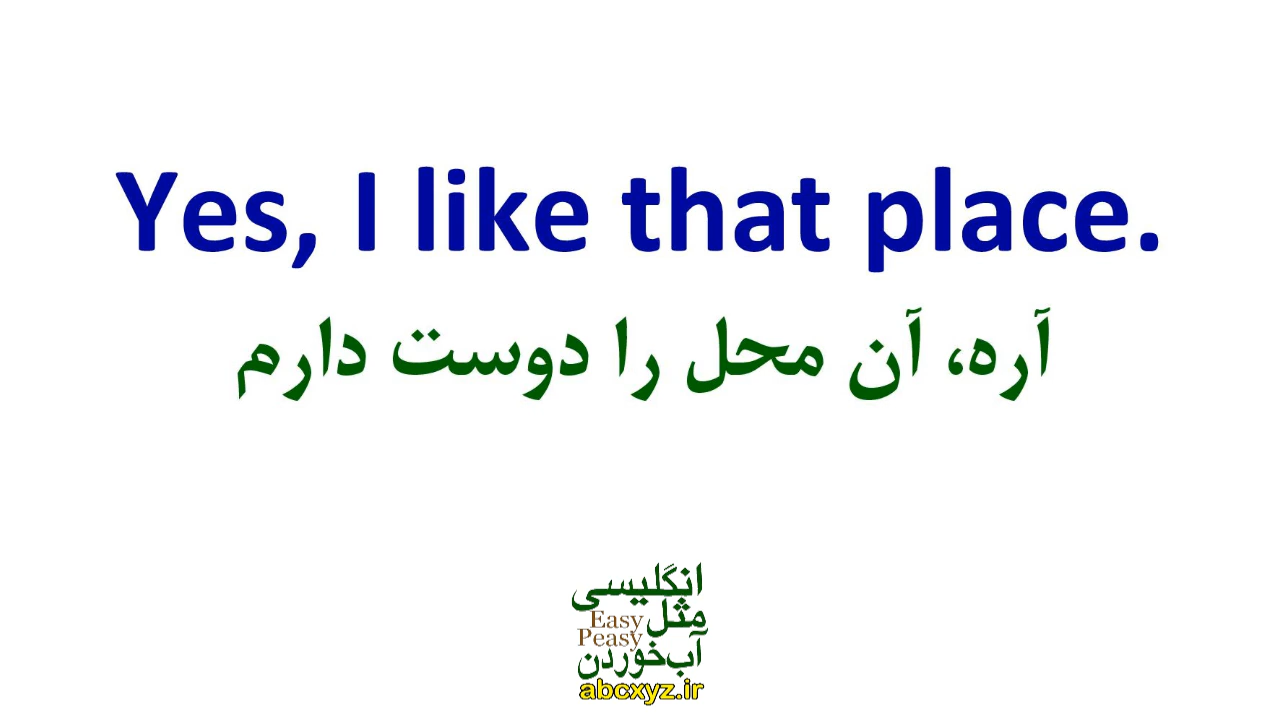 Yes, I like that place.
آره، آن محل را دوست دارم
انگلیسی
مثل Easy
Peasy
آب‌خوردن
abcxyz.ir